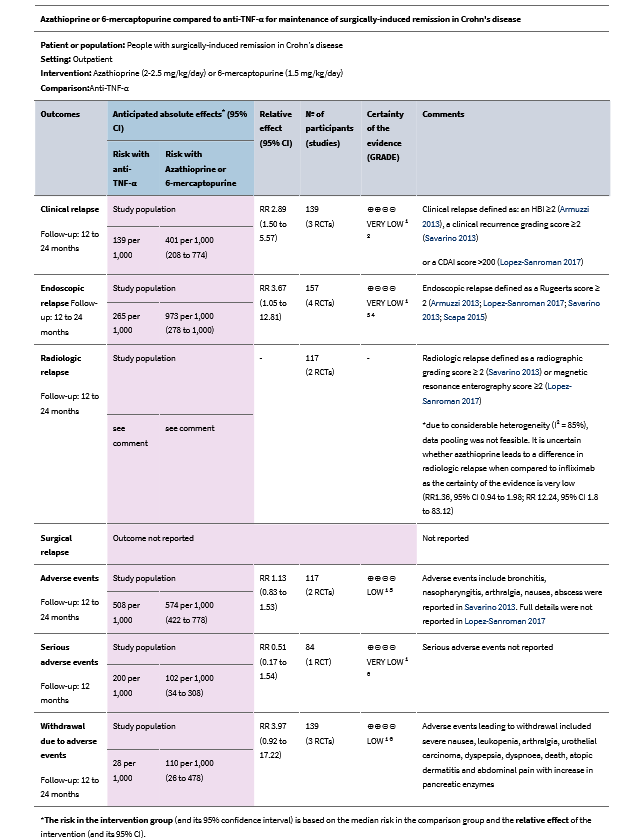 Azathioprine or 6-mercaptopurine compared to anti-TNF-α for maintenance of surgically-induced remission in Crohn's disease
Patient or population: People with surgically-induced remission in Crohn's disease
Setting: Outpatient
Intervention: Azathioprine (2-2.5 mg/kg/day) or 6-mercaptopurine (1.5 mg/kg/day)
Comparison:Anti-TNF-α
Outcomes
Anticipated absolute effects* (95%
CI)
Risk with
anti-
TNF-α
Risk with
Azathioprine or
6-mercaptopurine
Relative
effect
(95% CI)
№ of
participants
(studies)
Certainty
of the
evidence
(GRADE)
Comments
Clinical relapse
Follow-up: 12 to
24 months
Study population
139 per
1,000
401 per 1,000
(208 to 774)
RR 2.89
(1.50 to
5.57)
139
(3 RCTs)
⊕⊝⊝⊝
VERY LOW 1
2
Clinical relapse defined as: an HBI ≥2 (Armuzzi
2013), a clinical recurrence grading score ≥2
(Savarino 2013)
or a CDAI score >200 (Lopez-Sanroman 2017)
Endoscopic
relapse Follow-
up: 12 to 24
months
Study population
265 per
1,000
973 per 1,000
(278 to 1,000)
RR 3.67
(1.05 to
12.81)
157
(4 RCTs)
⊕⊝⊝⊝
VERY LOW 1
3 4
Endoscopic relapse defined as a Rugeerts score ≥
2 (Armuzzi 2013; Lopez-Sanroman 2017; Savarino
2013; Scapa 2015)
Radiologic
relapse
Follow-up: 12 to
24 months
Study population
see
comment
see comment
-
117
(2 RCTs)
-
Radiologic relapse defined as a radiographic
grading score ≥ 2 (Savarino 2013) or magnetic
resonance enterography score ≥2 (Lopez-
Sanroman 2017)
*due to considerable heterogeneity (I² = 85%),
data pooling was not feasible. It is uncertain
whether azathioprine leads to a difference in
radiologic relapse when compared to infliximab
as the certainty of the evidence is very low
(RR1.36, 95% CI 0.94 to 1.98; RR 12.24, 95% CI 1.8
to 83.12)
Surgical
relapse
Outcome not reported
Not reported
Adverse events
Follow-up: 12 to
24 months
Study population
508 per
1,000
574 per 1,000
(422 to 778)
RR 1.13
(0.83 to
1.53)
117
(2 RCTs)
⊕⊕⊝⊝
LOW 1 5
Adverse events include bronchitis,
nasopharyngitis, arthralgia, nausea, abscess were
reported in Savarino 2013. Full details were not
reported in Lopez-Sanroman 2017
Serious
adverse events
Follow-up: 12
months
Study population
200 per
1,000
102 per 1,000
(34 to 308)
RR 0.51
(0.17 to
1.54)
84
(1 RCT)
⊕⊝⊝⊝
VERY LOW 1
6
Serious adverse events not reported
Withdrawal
due to adverse
events
Follow-up: 12 to
24 months
Study population
28 per
1,000
110 per 1,000
(26 to 478)
RR 3.97
(0.92 to
17.22)
139
(3 RCTs)
⊕⊕⊝⊝
LOW 1 6
Adverse events leading to withdrawal included
severe nausea, leukopenia, arthralgia, urothelial
carcinoma, dyspepsia, dyspnoea, death, atopic
dermatitis and abdominal pain with increase in
pancreatic enzymes
*The risk in the intervention group (and its 95% confidence interval) is based on the median risk in the comparison group and the relative effect of the
intervention (and its 95% CI).